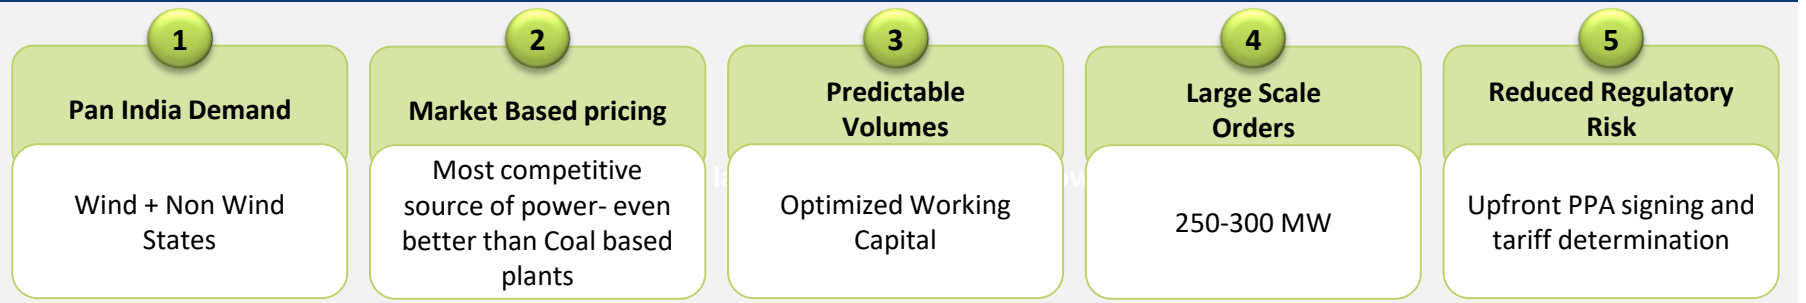 1
Pan India Demand
Wind + Non Wind
States
2
Market Based pricing
Most competitive
source of power- even
better than Coal based
plants
3
Predictable
Volumes
Optimized Working
Capital
4
Large Scale
Orders
250-300 MW
5
Reduced Regulatory
Risk
Upfront PPA signing and
tariff determination